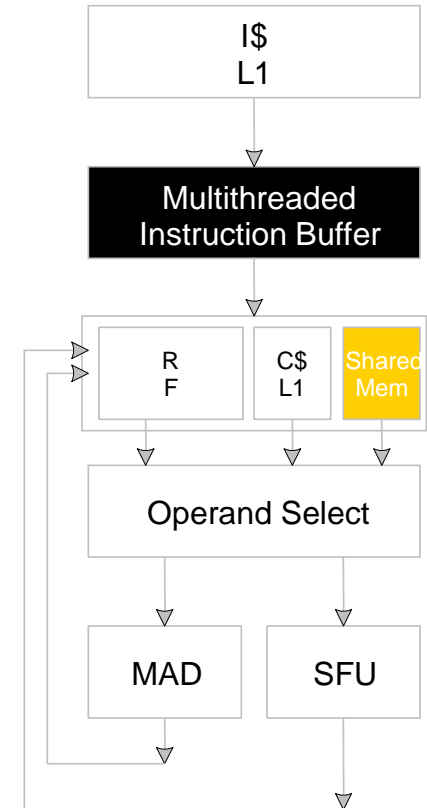 I$
L1
Multithreaded
Instruction Buffer
R
F
C$
L1
Shared
Mem
Operand Select
MAD
SFU